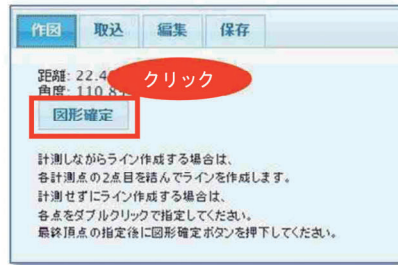 作図 取込 編集 保存
距離: 22.4
クリック
角度: 110.8
図形確定
計測しながらライン作成する場合は、
各計測点の2点目を結んでラインを作成します。
計測せずにライン作成する場合は、
各点をダブルクリックで指定してください。
最終頂点の指定後に図形確定ボタンを押下してください。